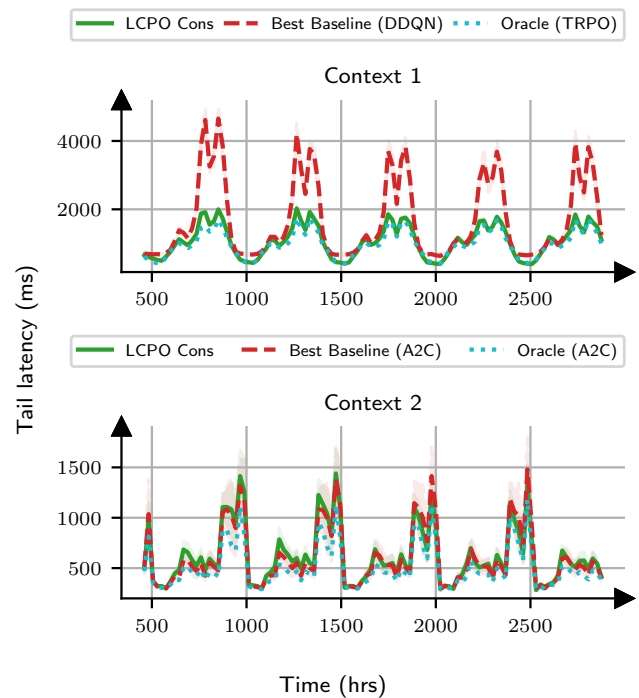 LCPO Cons Best Baseline (DDQN) Oracle (TRPO)
Context 1
4000
2000
500 1000 1500 2000 2500
Tail latency (ms)
LCPO Cons Best Baseline (A2C) Oracle (A2C)
Context 2
1500
1000
500
500 1000 1500 2000 2500
Time (hrs)